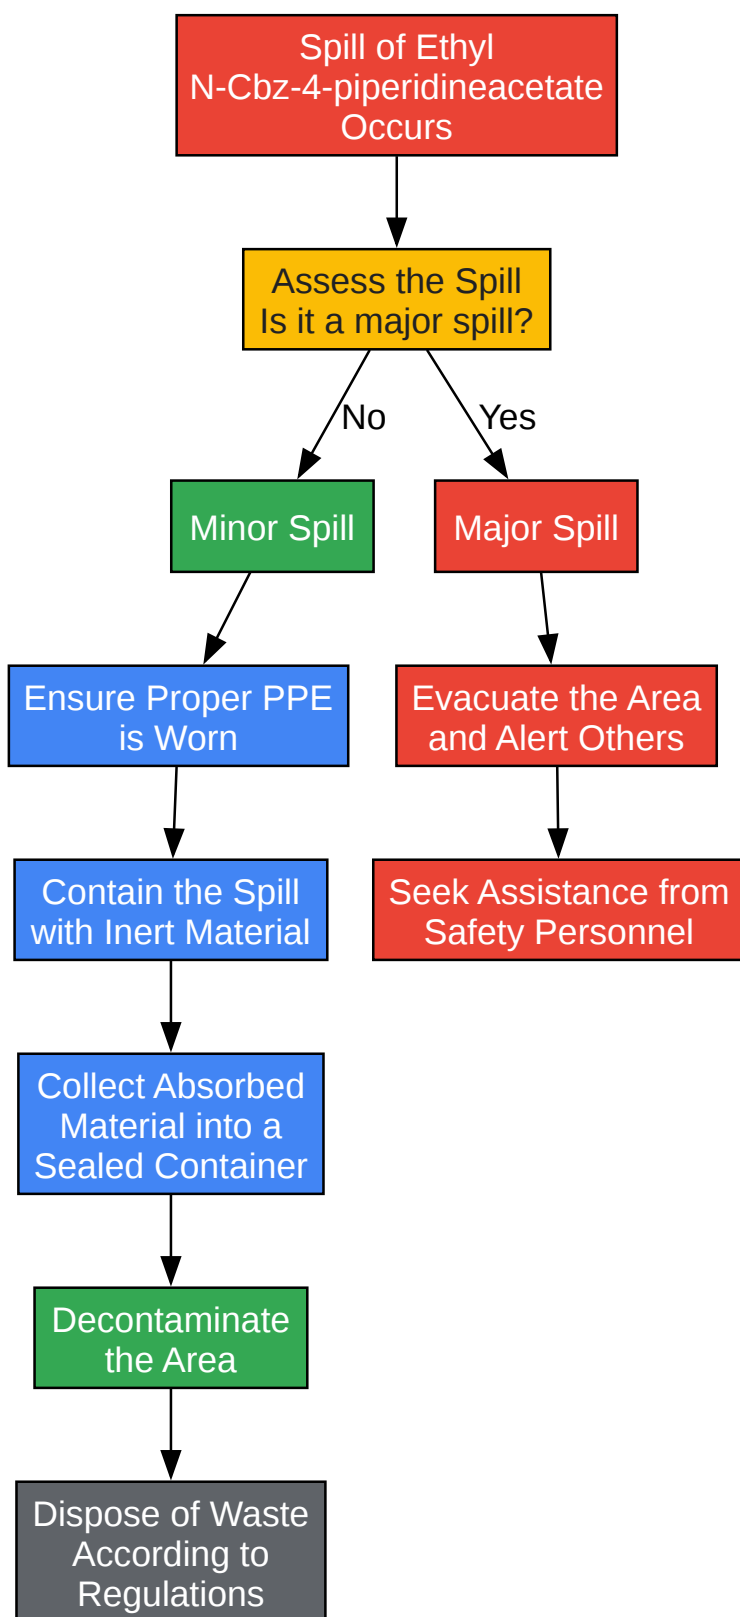 Spill of Ethyl
N-Cbz-4-piperidineacetate
Occurs
Assess the Spill
Is it a major spill?
No
Yes
Minor Spill
Major Spill
Ensure Proper PPE
is Worn
Evacuate the Area
and Alert Others
Contain the Spill
with Inert Material
Seek Assistance from
Safety Personnel
Collect Absorbed
Material into a
Sealed Container
Decontaminate
the Area
Dispose of Waste
According to
Regulations